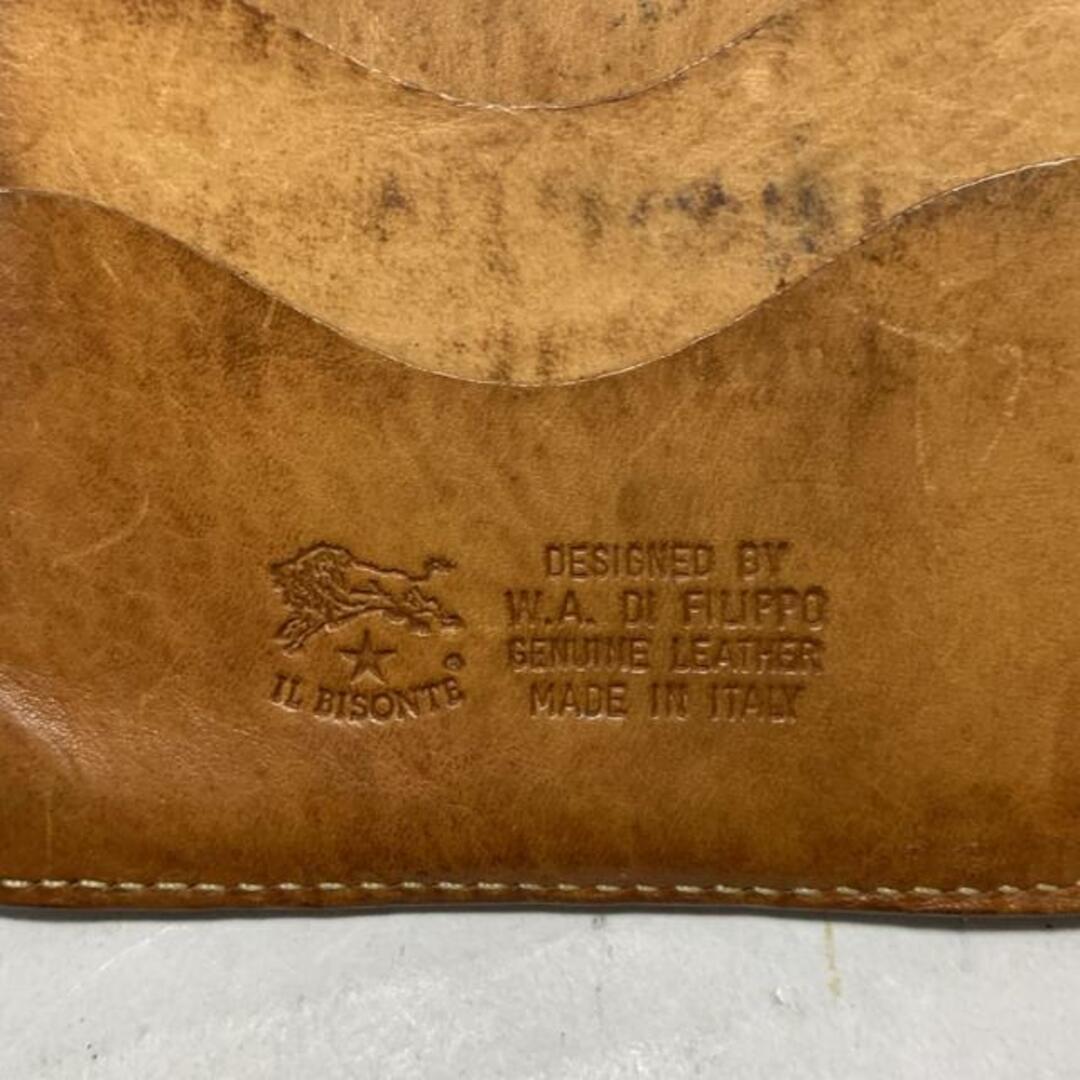 IL BISONTE®
DESIGNED BY
W.A. DI FILIPPO
GENUINE LEATHER
MADE IN ITALY